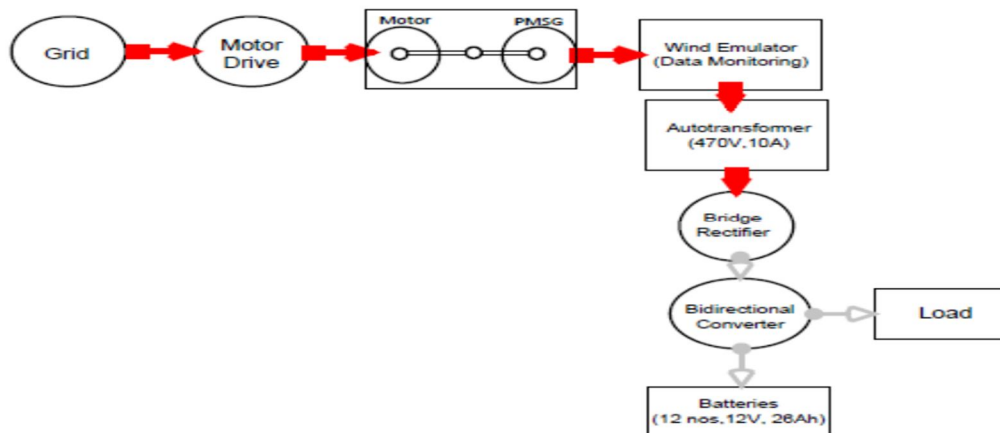 Grid
Motor
Drive
Motor
PMSG
Wind Emulator
(Data Monitoring)
Autotransformer
(470V,10A)
Bridge
Rectifier
Bidirectional
Converter
Load
Batteries
(12 nos,12V, 26Ah)